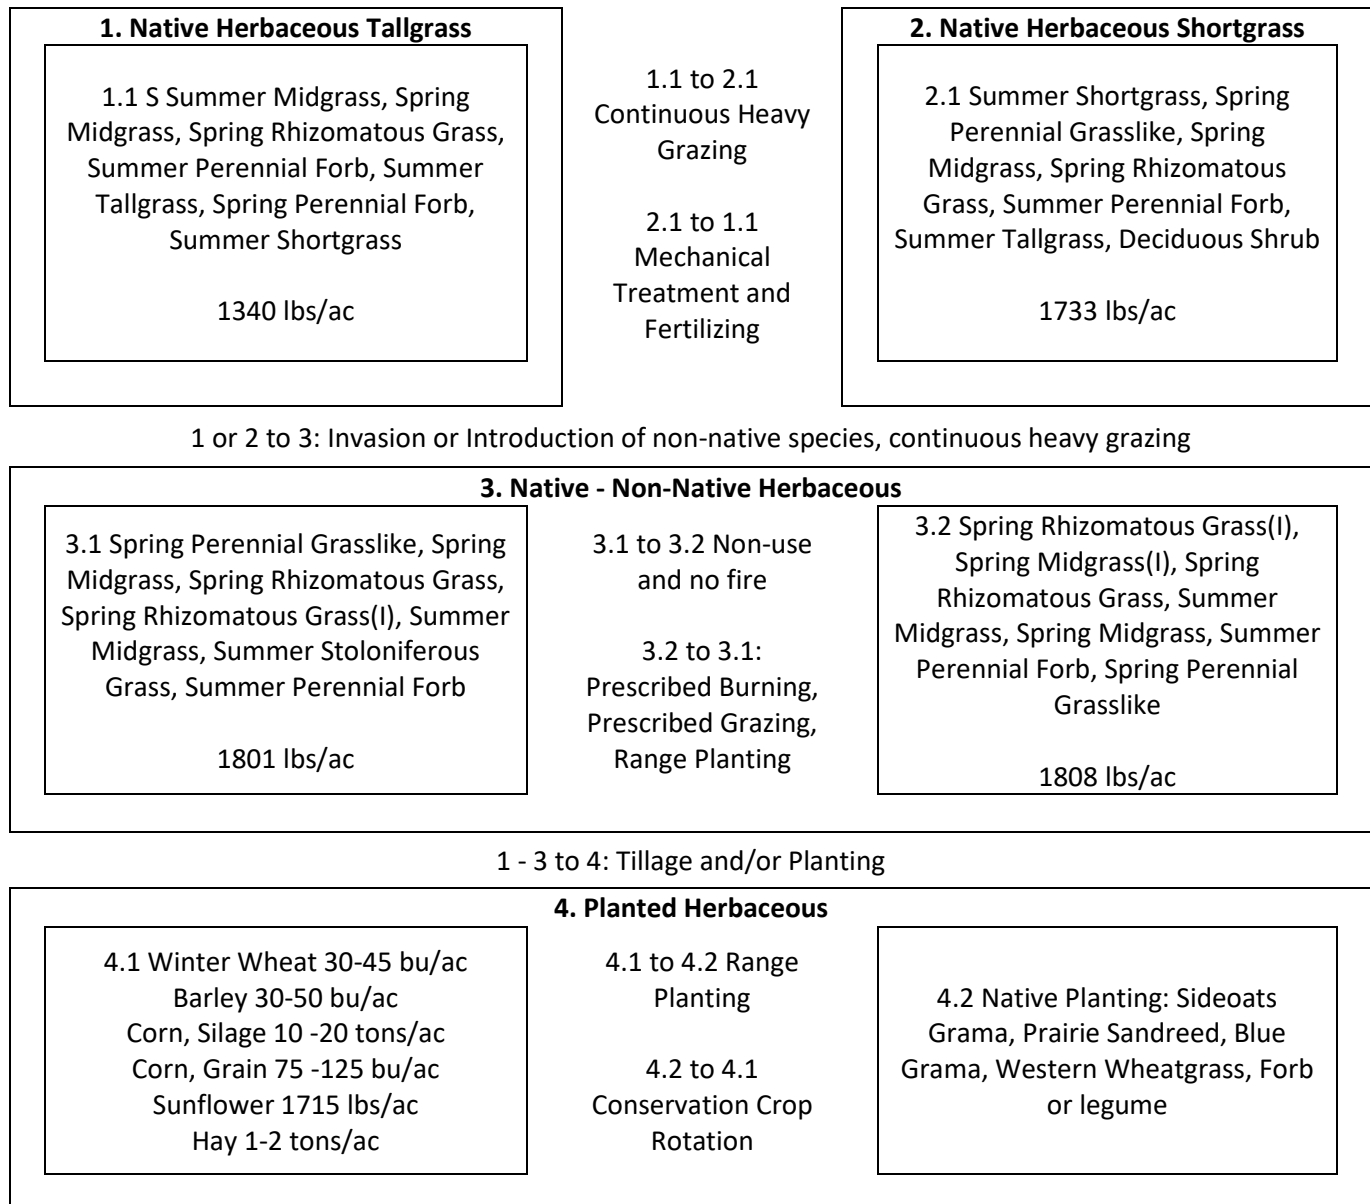 1. Native Herbaceous Tallgrass
1.1 S Summer Midgrass, Spring
Midgrass, Spring Rhizomatous Grass,
Summer Perennial Forb, Summer
Tallgrass, Spring Perennial Forb,
Summer Shortgrass
1340 lbs/ac
1.1 to 2.1
Continuous Heavy
Grazing
2.1 to 1.1
Mechanical
Treatment and
Fertilizing
2. Native Herbaceous Shortgrass
2.1 Summer Shortgrass, Spring
Perennial Grasslike, Spring
Midgrass, Spring Rhizomatous
Grass, Summer Perennial Forb,
Summer Tallgrass, Deciduous Shrub
1733 lbs/ac
1 or 2 to 3: Invasion or Introduction of non-native species, continuous heavy grazing
3. Native - Non-Native Herbaceous
3.1 Spring Perennial Grasslike, Spring
Midgrass, Spring Rhizomatous Grass,
Spring Rhizomatous Grass(I), Summer
Midgrass, Summer Stoloniferous
Grass, Summer Perennial Forb
1801 lbs/ac
3.1 to 3.2 Non-use
and no fire
3.2 to 3.1:
Prescribed Burning,
Prescribed Grazing,
Range Planting
3.2 Spring Rhizomatous Grass(I),
Spring Midgrass(I), Spring
Rhizomatous Grass, Summer
Midgrass, Spring Midgrass, Summer
Perennial Forb, Spring Perennial
Grasslike
1808 lbs/ac
1 - 3 to 4: Tillage and/or Planting
4. Planted Herbaceous
4.1 Winter Wheat 30-45 bu/ac
Barley 30-50 bu/ac
Corn, Silage 10 -20 tons/ac
Corn, Grain 75 -125 bu/ac
Sunflower 1715 lbs/ac
Hay 1-2 tons/ac
4.1 to 4.2 Range
Planting
4.2 to 4.1
Conservation Crop
Rotation
4.2 Native Planting: Sideoats
Grama, Prairie Sandreed, Blue
Grama, Western Wheatgrass, Forb
or legume